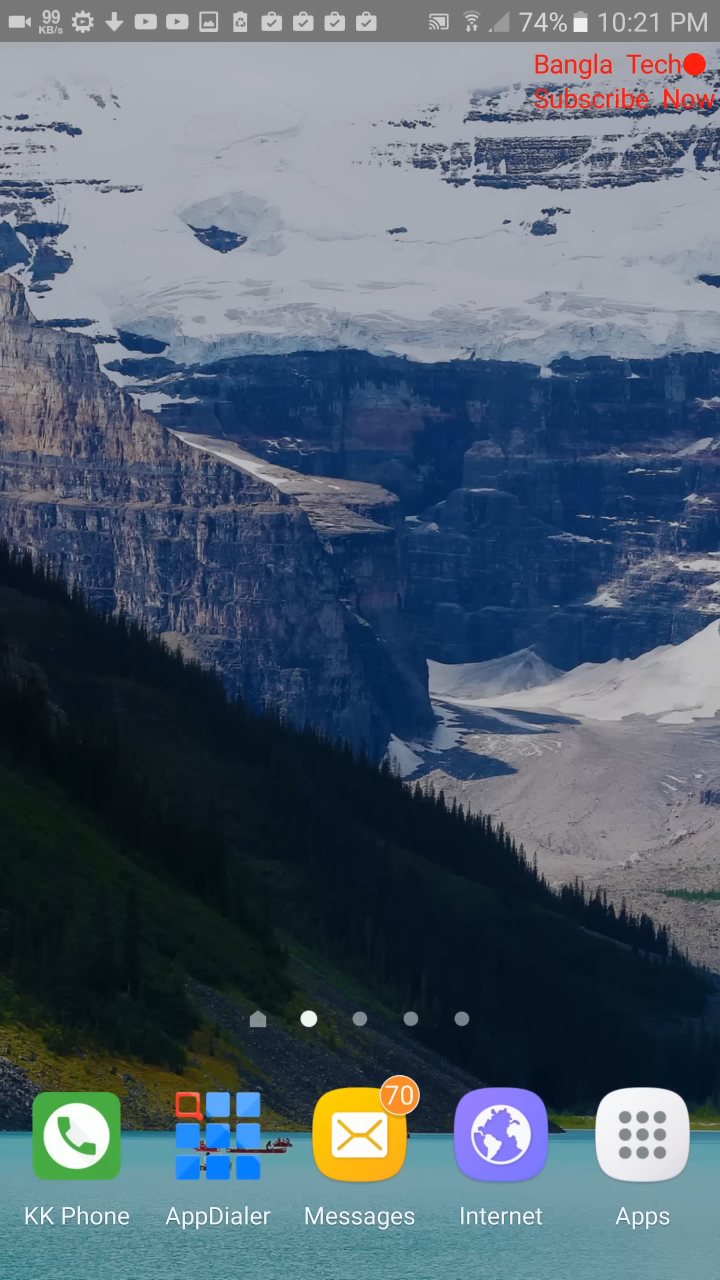 99
KB/s
74% 10:21 PM
Bangla Tech
Subscribe Now
70
KK Phone AppDialer Messages Internet Apps